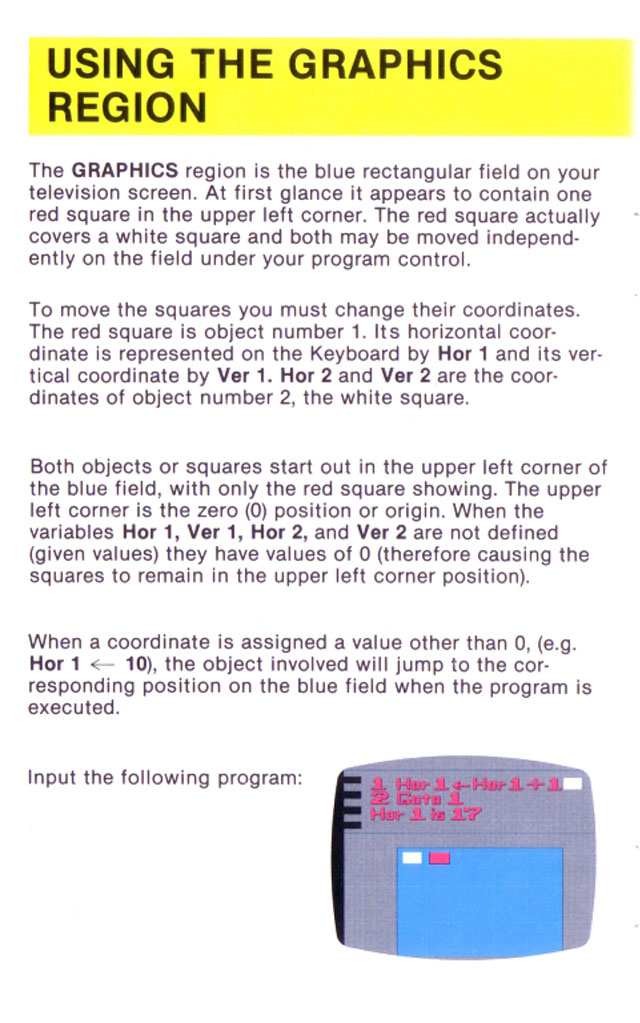 USING THE GRAPHICS
REGION
The GRAPHICS region is the blue rectangular field on your
television screen. At first glance it appears to contain one
red square in the upper left corner. The red square actually
covers a white square and both may be moved independ-
ently on the field under your program control.
To move the squares you must change their coordinates.
The red square is object number 1. Its horizontal coor-
dinate is represented on the Keyboard by Hor 1 and its ver-
tical coordinate by Ver 1. Hor 2 and Ver 2 are the coor-
dinates of object number 2, the white square.
Both objects or squares start out in the upper left corner of
the blue field, with only the red square showing. The upper
left corner is the zero (0) position or origin. When the
variables Hor 1, Ver 1, Hor 2, and Ver 2 are not defined
(given values) they have values of 0 (therefore causing the
squares to remain in the upper left corner position).
When a coordinate is assigned a value other than 0, (e.g.
Hor 1 ← 10), the object involved will jump to the cor-
responding position on the blue field when the program is
executed.
Input the following program:
1 Hor 1←Hor 1+1
2 Goto 1
Hor 1 is 17